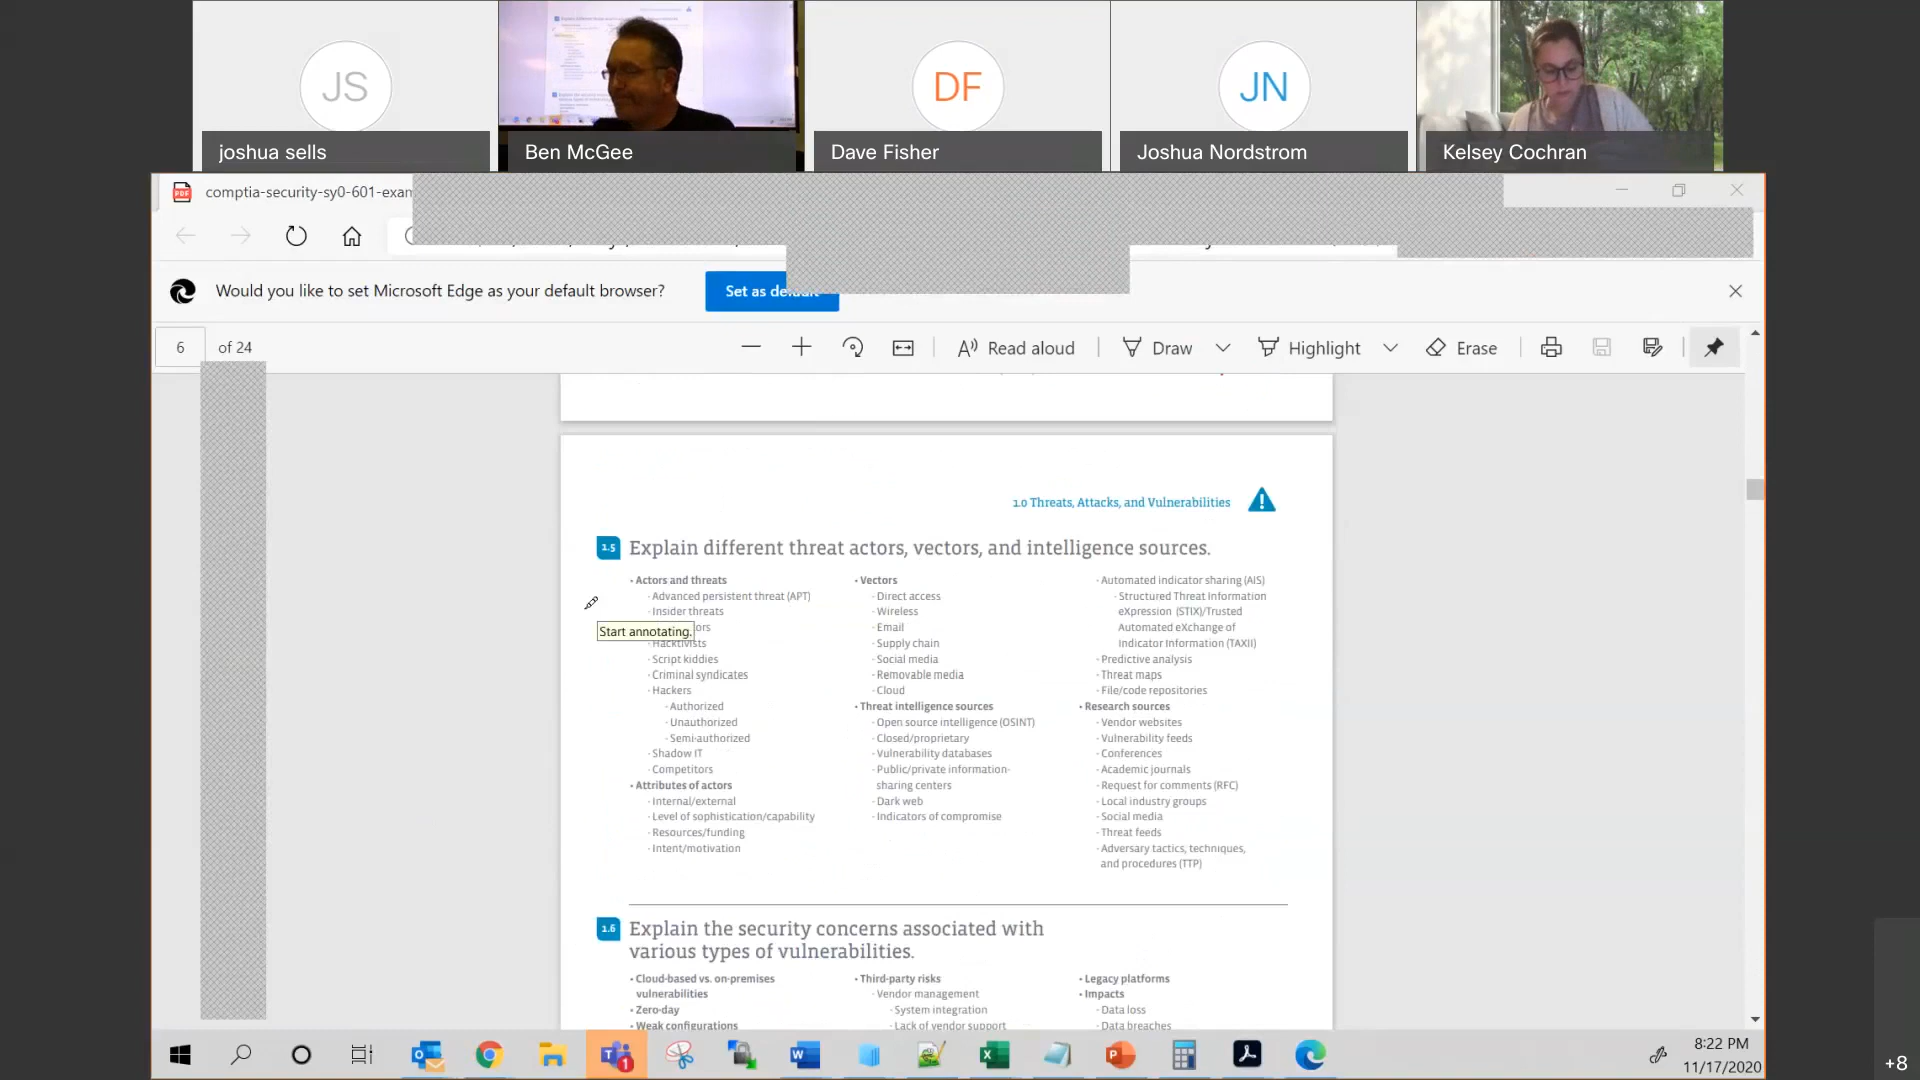 JS
DF
JN
joshua sells
Ben McGee
Dave Fisher
Joshua Nordstrom
Kelsey Cochran
comptia-security-sy0-601-exam
Would you like to set Microsoft Edge as your default browser?
Set as default
6 of 24
Read aloud
Draw
Highlight
Erase
1.0 Threats, Attacks, and Vulnerabilities
1.5 Explain different threat actors, vectors, and intelligence sources.
• Actors and threats
- Advanced persistent threat (APT)
- Insider threats
ors
Start annotating.
- Hacktivists
- Script kiddies
- Criminal syndicates
- Hackers
- Authorized
- Unauthorized
- Semi-authorized
- Shadow IT
- Competitors
• Attributes of actors
- Internal/external
- Level of sophistication/capability
- Resources/funding
- Intent/motivation
• Vectors
- Direct access
- Wireless
- Email
- Supply chain
- Social media
- Removable media
- Cloud
• Threat intelligence sources
- Open source intelligence (OSINT)
- Closed/proprietary
- Vulnerability databases
- Public/private information-
sharing centers
- Dark web
- Indicators of compromise
- Automated indicator sharing (AIS)
- Structured Threat Information
eXpression (STIX)/Trusted
Automated eXchange of
Indicator Information (TAXII)
- Predictive analysis
- Threat maps
- File/code repositories
• Research sources
- Vendor websites
- Vulnerability feeds
- Conferences
- Academic journals
- Request for comments (RFC)
- Local industry groups
- Social media
- Threat feeds
- Adversary tactics, techniques,
and procedures (TTP)
1.6 Explain the security concerns associated with
various types of vulnerabilities.
• Cloud-based vs. on-premises
vulnerabilities
• Zero-day
• Weak configurations
• Third-party risks
- Vendor management
- System integration
- Lack of vendor support
• Legacy platforms
• Impacts
- Data loss
- Data breaches
8:22 PM
11/17/2020
+8